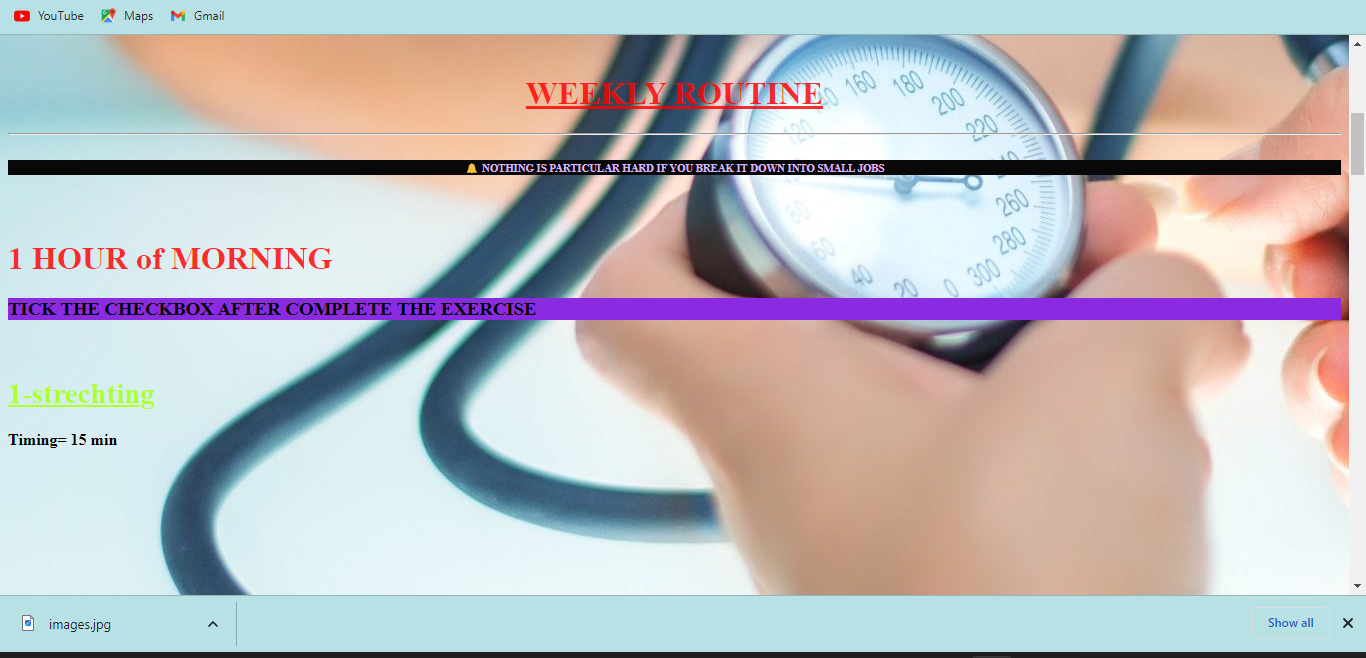 YouTube Maps Gmail
WEEKLY ROUTINE
160 180 200 220
120
🔔 NOTHING IS PARTICULAR HARD IF YOU BREAK IT DOWN INTO SMALL JOBS
80 260
60 280
40 20 0 300
1 HOUR of MORNING
TICK THE CHECKBOX AFTER COMPLETE THE EXERCISE
1-strechting
Timing= 15 min
images.jpg Show all